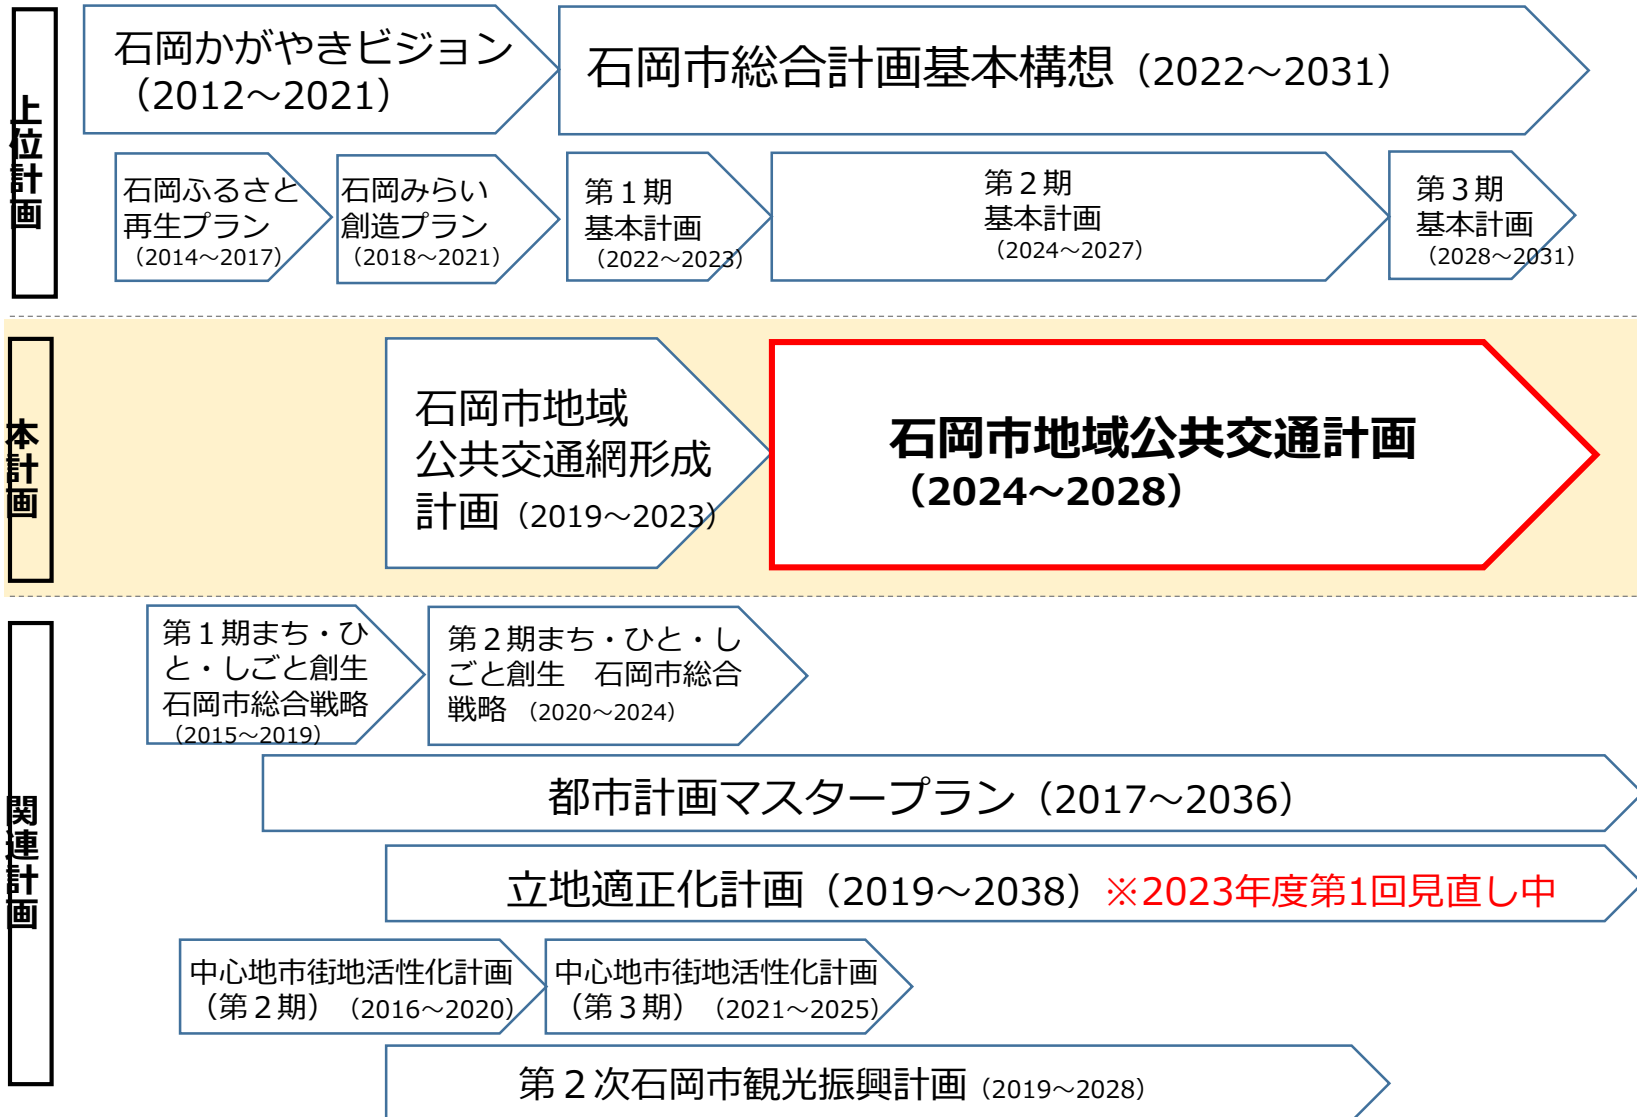 上位計画
石岡かがやきビジョン
（2012～2021）
石岡市総合計画基本構想（2022～2031）
石岡ふるさと
再生プラン
（2014～2017）
石岡みらい
創造プラン
（2018～2021）
第１期
基本計画
（2022～2023）
第２期
基本計画
（2024～2027）
第３期
基本計画
（2028～2031）
本計画
石岡市地域
公共交通網形成
計画（2019～2023）
石岡市地域公共交通計画
（2024～2028）
関連計画
第１期まち・ひ
と・しごと創生
石岡市総合戦略
（2015～2019）
第２期まち・ひと・し
ごと創生　石岡市総合
戦略（2020～2024）
都市計画マスタープラン（2017～2036）
立地適正化計画（2019～2038）※2023年度第1回見直し中
中心地市街地活性化計画
（第２期）（2016～2020）
中心地市街地活性化計画
（第３期）（2021～2025）
第２次石岡市観光振興計画（2019～2028）